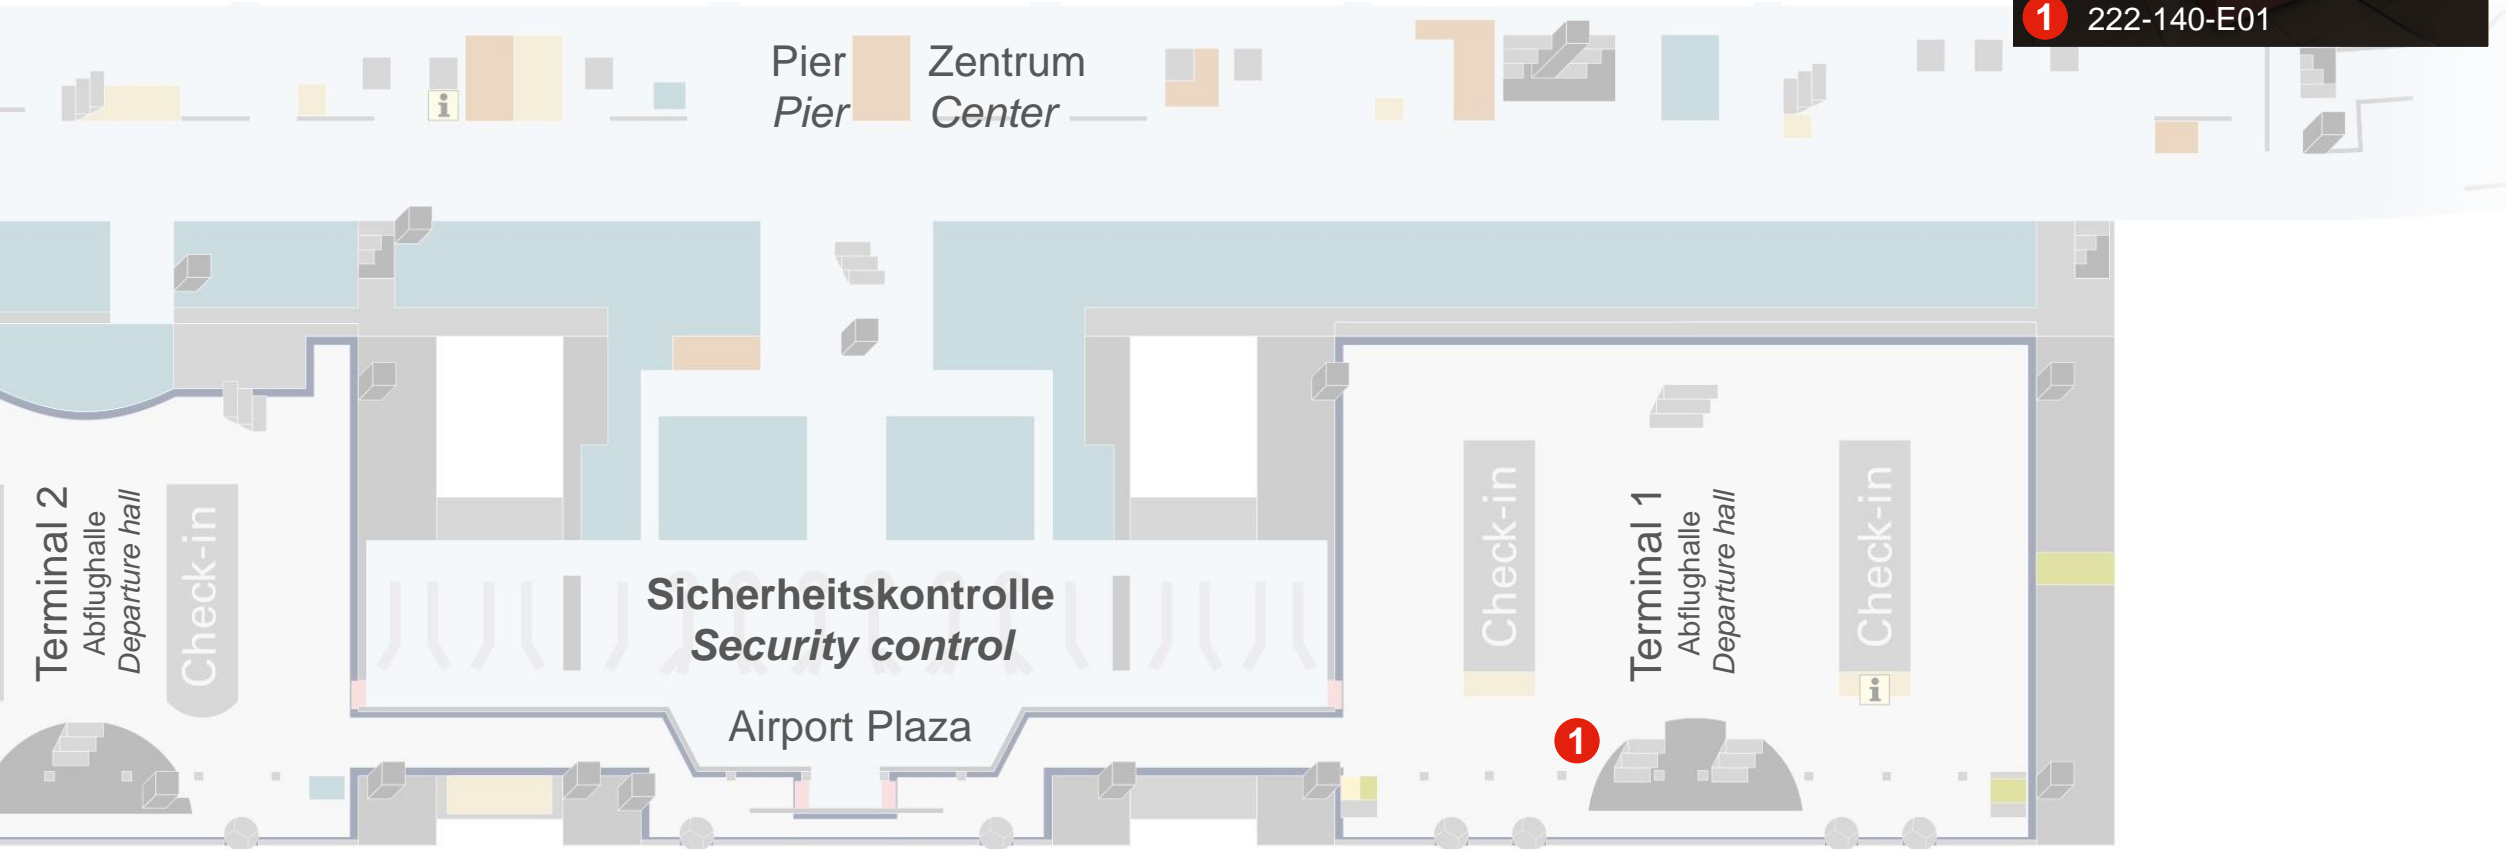 1 222-140-E01
Pier Zentrum
Pier Center
i
Terminal 2
Abflughalle
Departure hall
Check-in
Sicherheitskontrolle
Security control
Airport Plaza
Check-in
Terminal 1
Abflughalle
Departure hall
Check-in
i
1